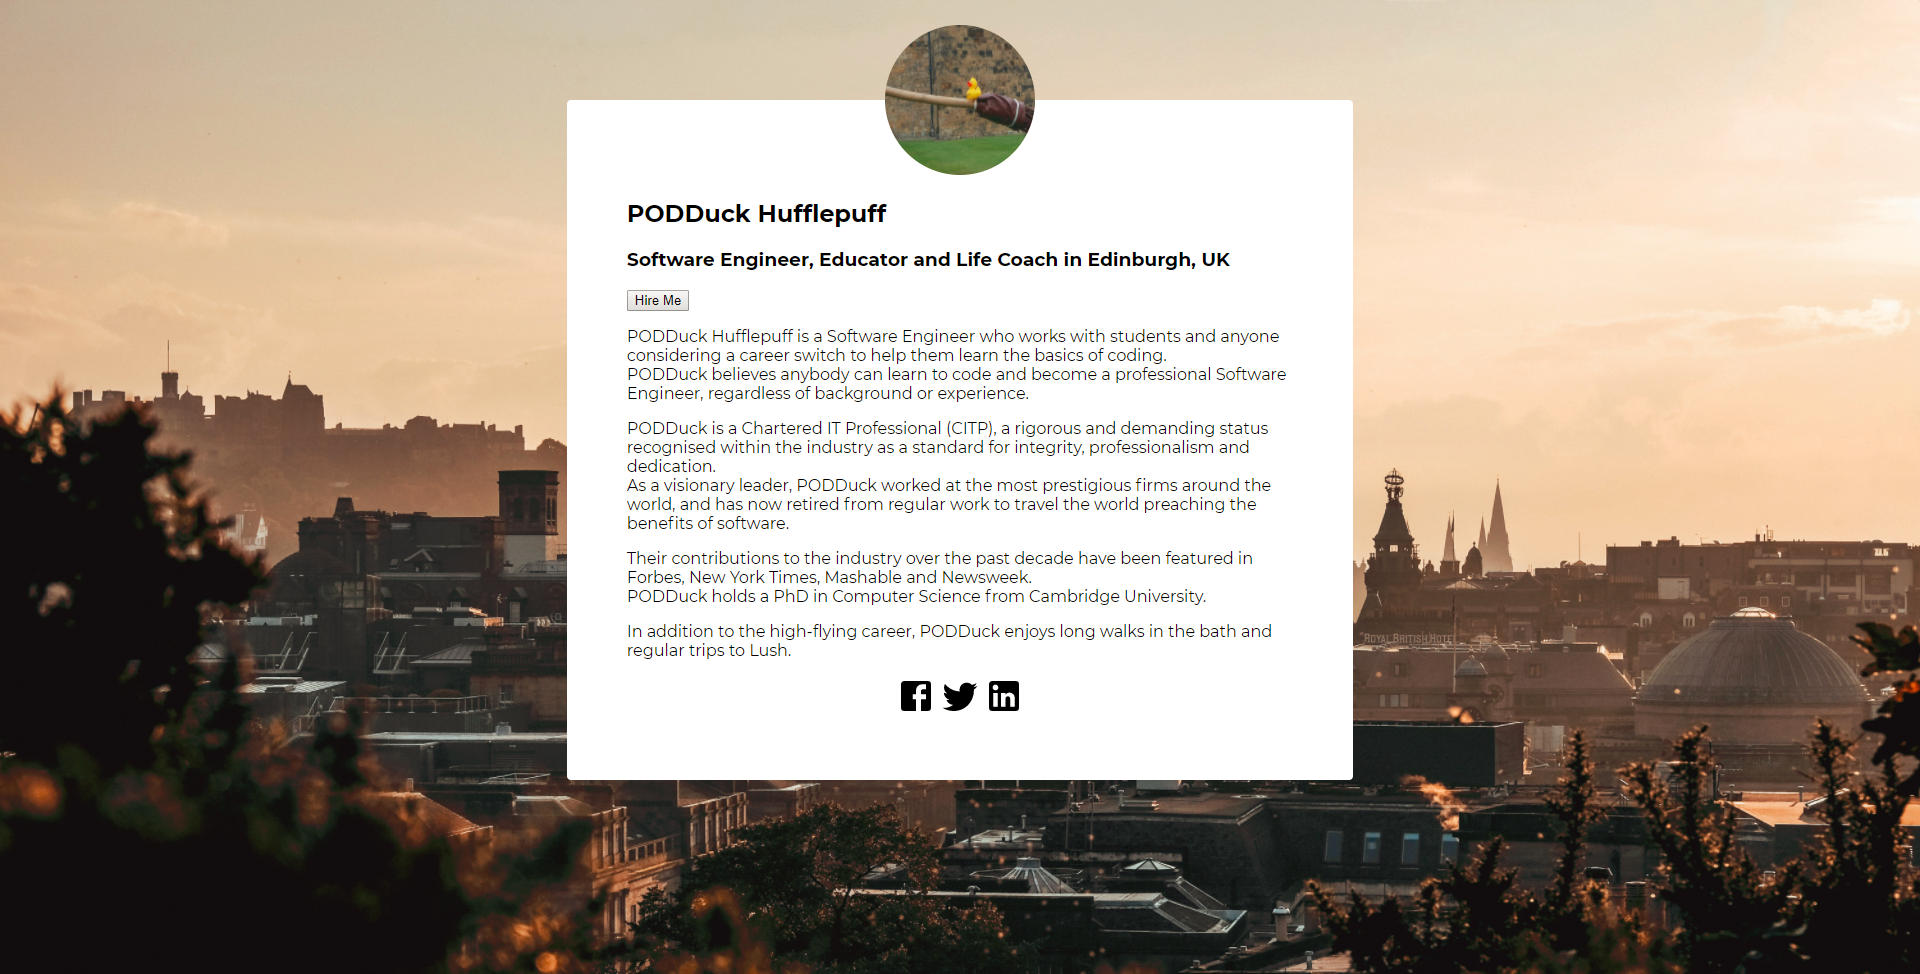 PODDuck Hufflepuff
Software Engineer, Educator and Life Coach in Edinburgh, UK
Hire Me
PODDuck Hufflepuff is a Software Engineer who works with students and anyone
considering a career switch to help them learn the basics of coding.
PODDuck believes anybody can learn to code and become a professional Software
Engineer, regardless of background or experience.
PODDuck is a Chartered IT Professional (CITP), a rigorous and demanding status
recognised within the industry as a standard for integrity, professionalism and
dedication.
As a visionary leader, PODDuck worked at the most prestigious firms around the
world, and has now retired from regular work to travel the world preaching the
benefits of software.
Their contributions to the industry over the past decade have been featured in
Forbes, New York Times, Mashable and Newsweek.
PODDuck holds a PhD in Computer Science from Cambridge University.
In addition to the high-flying career, PODDuck enjoys long walks in the bath and
regular trips to Lush.
ROYAL BRITISH HOTEL